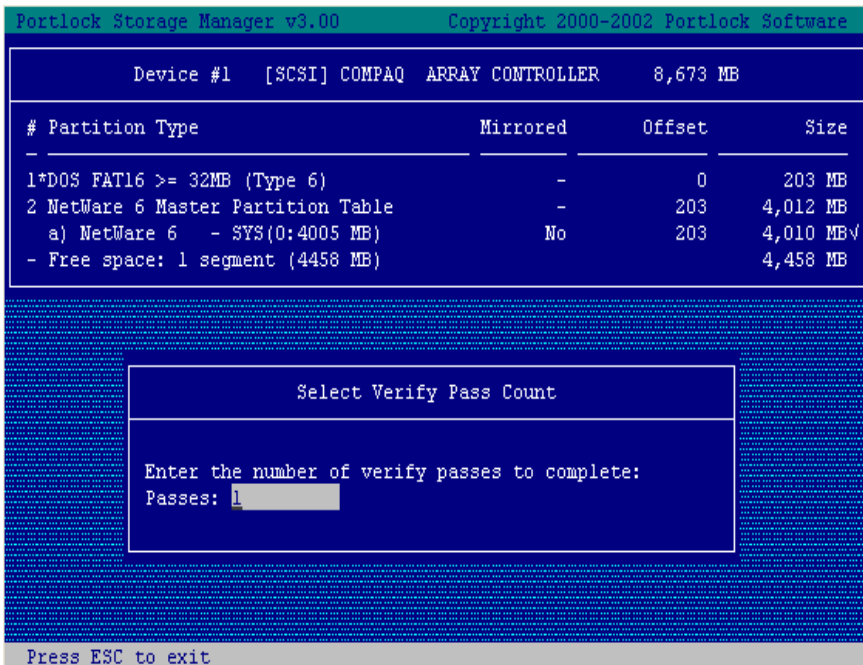 Portlock Storage Manager v3.00 Copyright 2000-2002 Portlock Software
Device #1 [SCSI] COMPAQ ARRAY CONTROLLER 8,673 MB
# Partition Type Mirrored Offset Size
1*DOS FAT16 >= 32MB (Type 6) - 0 203 MB
2 NetWare 6 Master Partition Table - 203 4,012 MB
a) NetWare 6 - SYS(0:4005 MB) No 203 4,010 MB√
- Free space: 1 segment (4458 MB) 4,458 MB
Select Verify Pass Count
Enter the number of verify passes to complete:
Passes: 1
Press ESC to exit